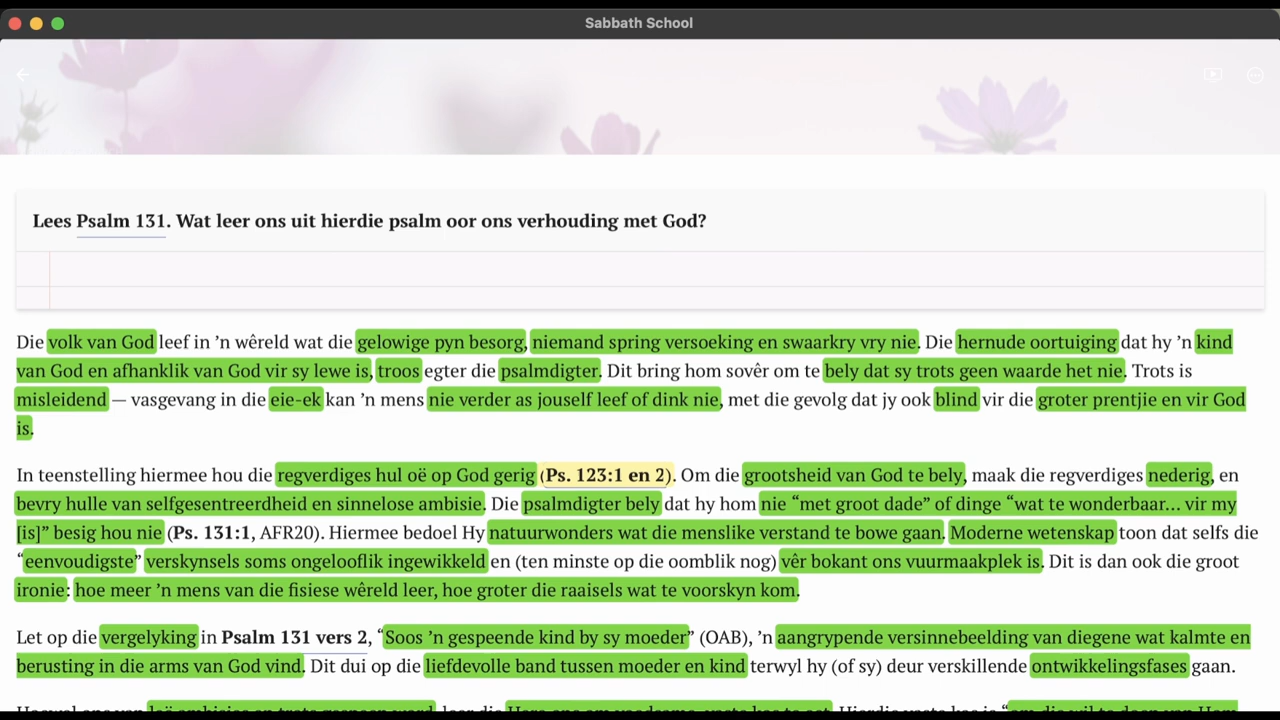 Sabbath School
Lees Psalm 131. Wat leer ons uit hierdie psalm oor ons verhouding met God?
Die volk van God leef in ’n wêreld wat die gelowige pyn besorg, niemand spring versoeking en swaarkry vry nie. Die hernude oortuiging dat hy ’n kind
van God en afhanklik van God vir sy lewe is, troos egter die psalmdigter. Dit bring hom sovêr om te bely dat sy trots geen waarde het nie. Trots is
misleidend — vasgevang in die eie-ek kan ’n mens nie verder as jouself leef of dink nie, met die gevolg dat jy ook blind vir die groter prentjie en vir God
is.
In teenstelling hiermee hou die regverdiges hul oë op God gerig (Ps. 123:1 en 2). Om die grootsheid van God te bely, maak die regverdiges nederig, en
bevry hulle van selfgesentreerdheid en sinnelose ambisie. Die psalmdigter bely dat hy hom nie “met groot dade” of dinge “wat te wonderbaar... vir my
[is]” besig hou nie (Ps. 131:1, AFR20). Hiermee bedoel Hy natuurwonders wat die menslike verstand te bowe gaan. Moderne wetenskap toon dat selfs die
“eenvoudigste” verskynsels soms ongelooflik ingewikkeld en (ten minste op die oomblik nog) vêr bokant ons vuurmaakplek is. Dit is dan ook die groot
ironie: hoe meer ’n mens van die fisiese wêreld leer, hoe groter die raaisels wat te voorskyn kom.
Let op die vergelyking in Psalm 131 vers 2, “Soos ’n gespeende kind by sy moeder” (OAB), ’n aangrypende versinnebeelding van diegene wat kalmte en
berusting in die arms van God vind. Dit dui op die liefdevolle band tussen moeder en kind terwyl hy (of sy) deur verskillende ontwikkelingsfases gaan.